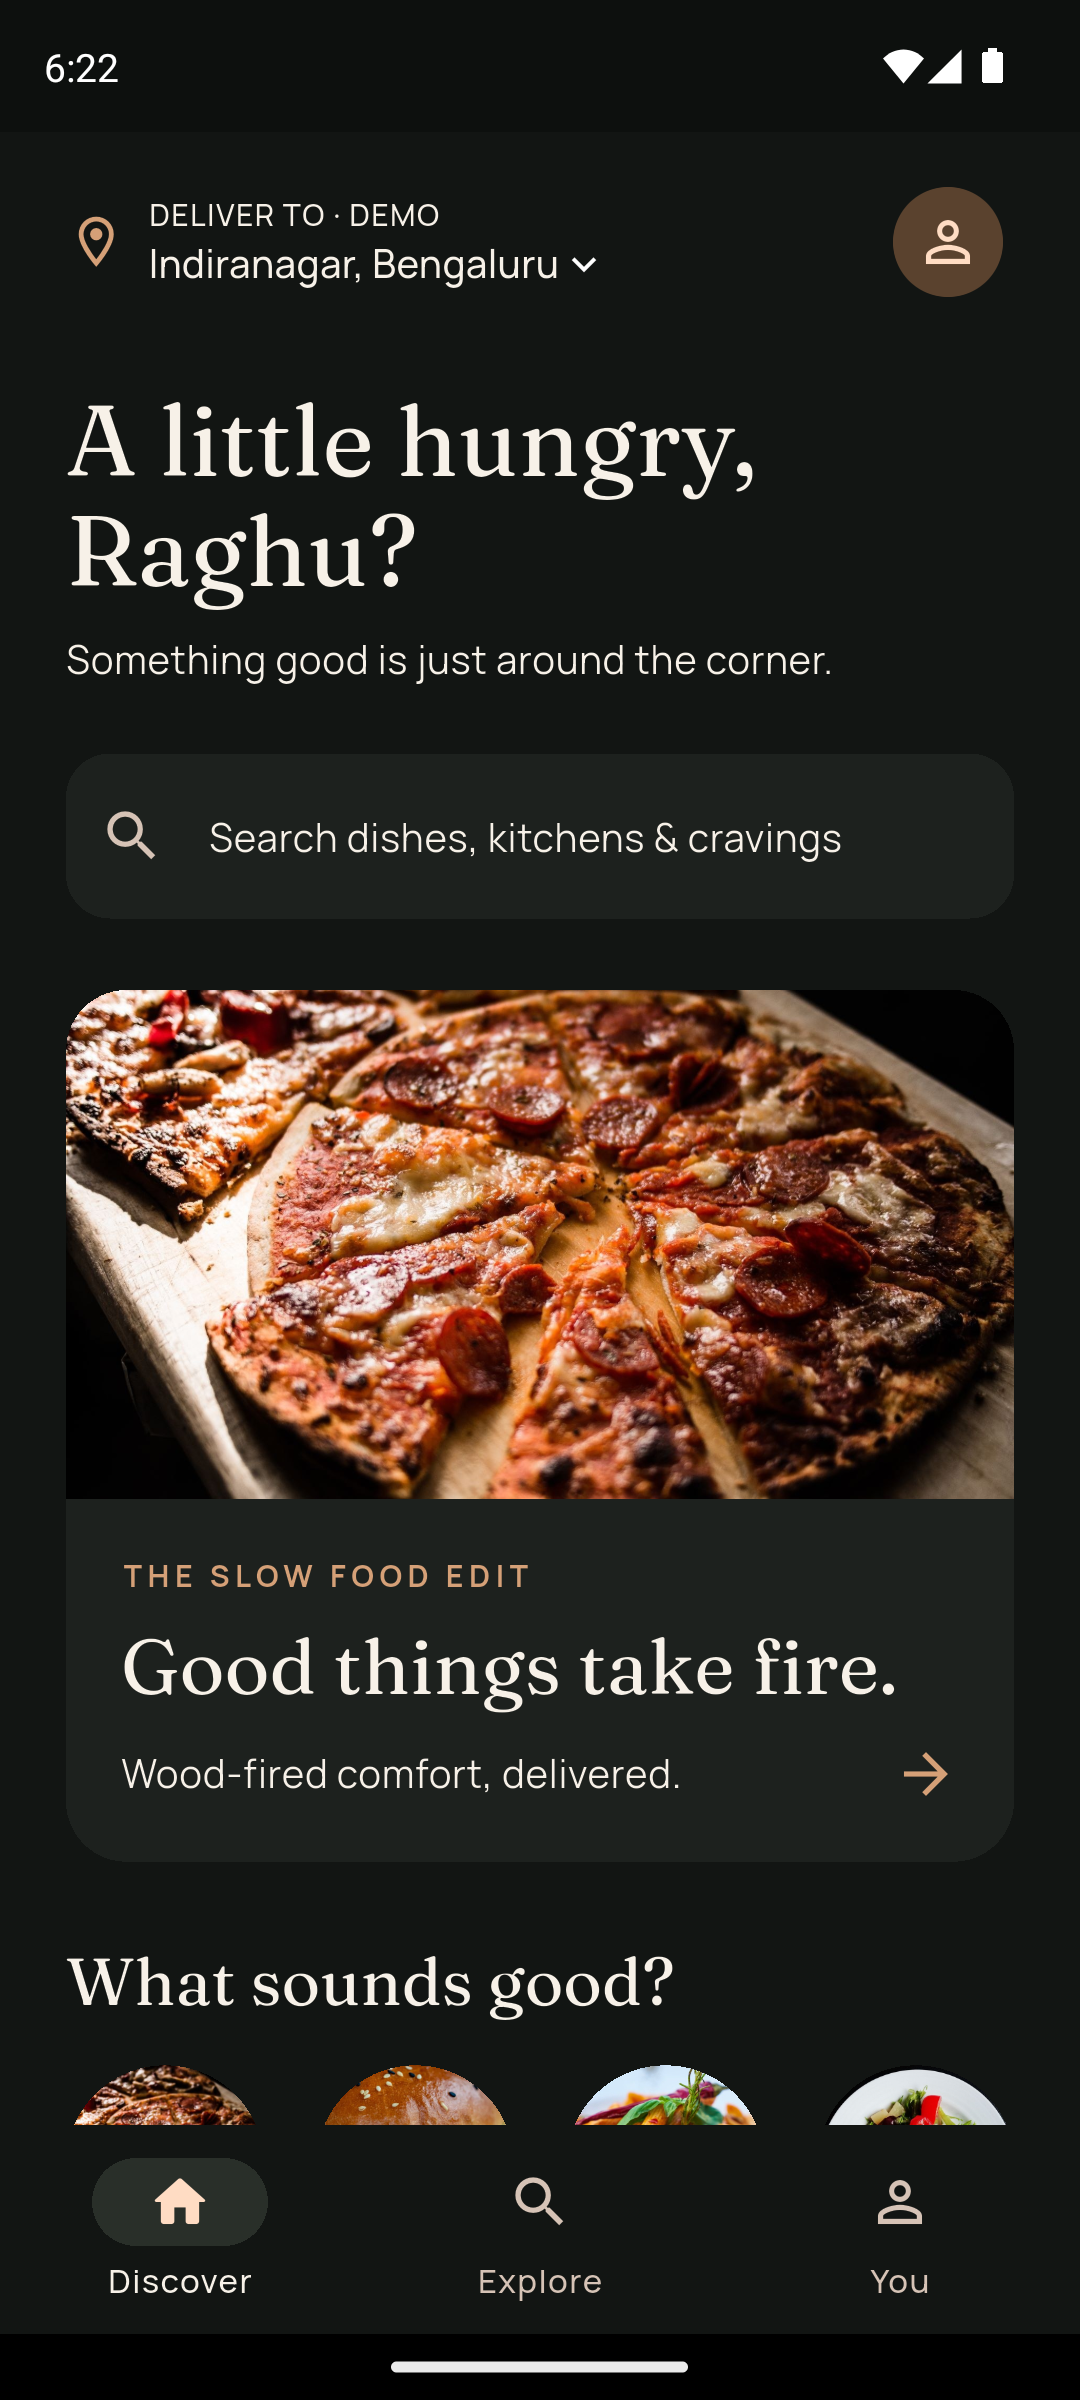 6:22
DELIVER TO · DEMO
Indiranagar, Bengaluru
A little hungry,
Raghu?
Something good is just around the corner.
Search dishes, kitchens & cravings
THE SLOW FOOD EDIT
Good things take fire.
Wood-fired comfort, delivered.
What sounds good?
Discover
Explore
You